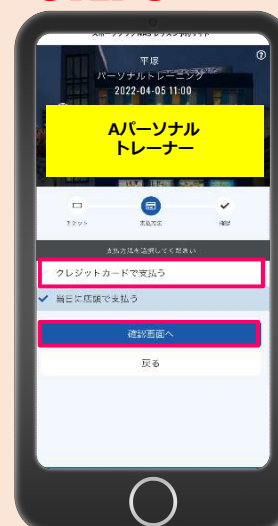 平塚
パーソナルトレーニング
2022-04-05 11:00
Aパーソナル
トレーナー
チケット
支払方法
確認
支払方法を選択してください
クレジットカードで支払う
当日に店頭で支払う
確認画面へ
戻る